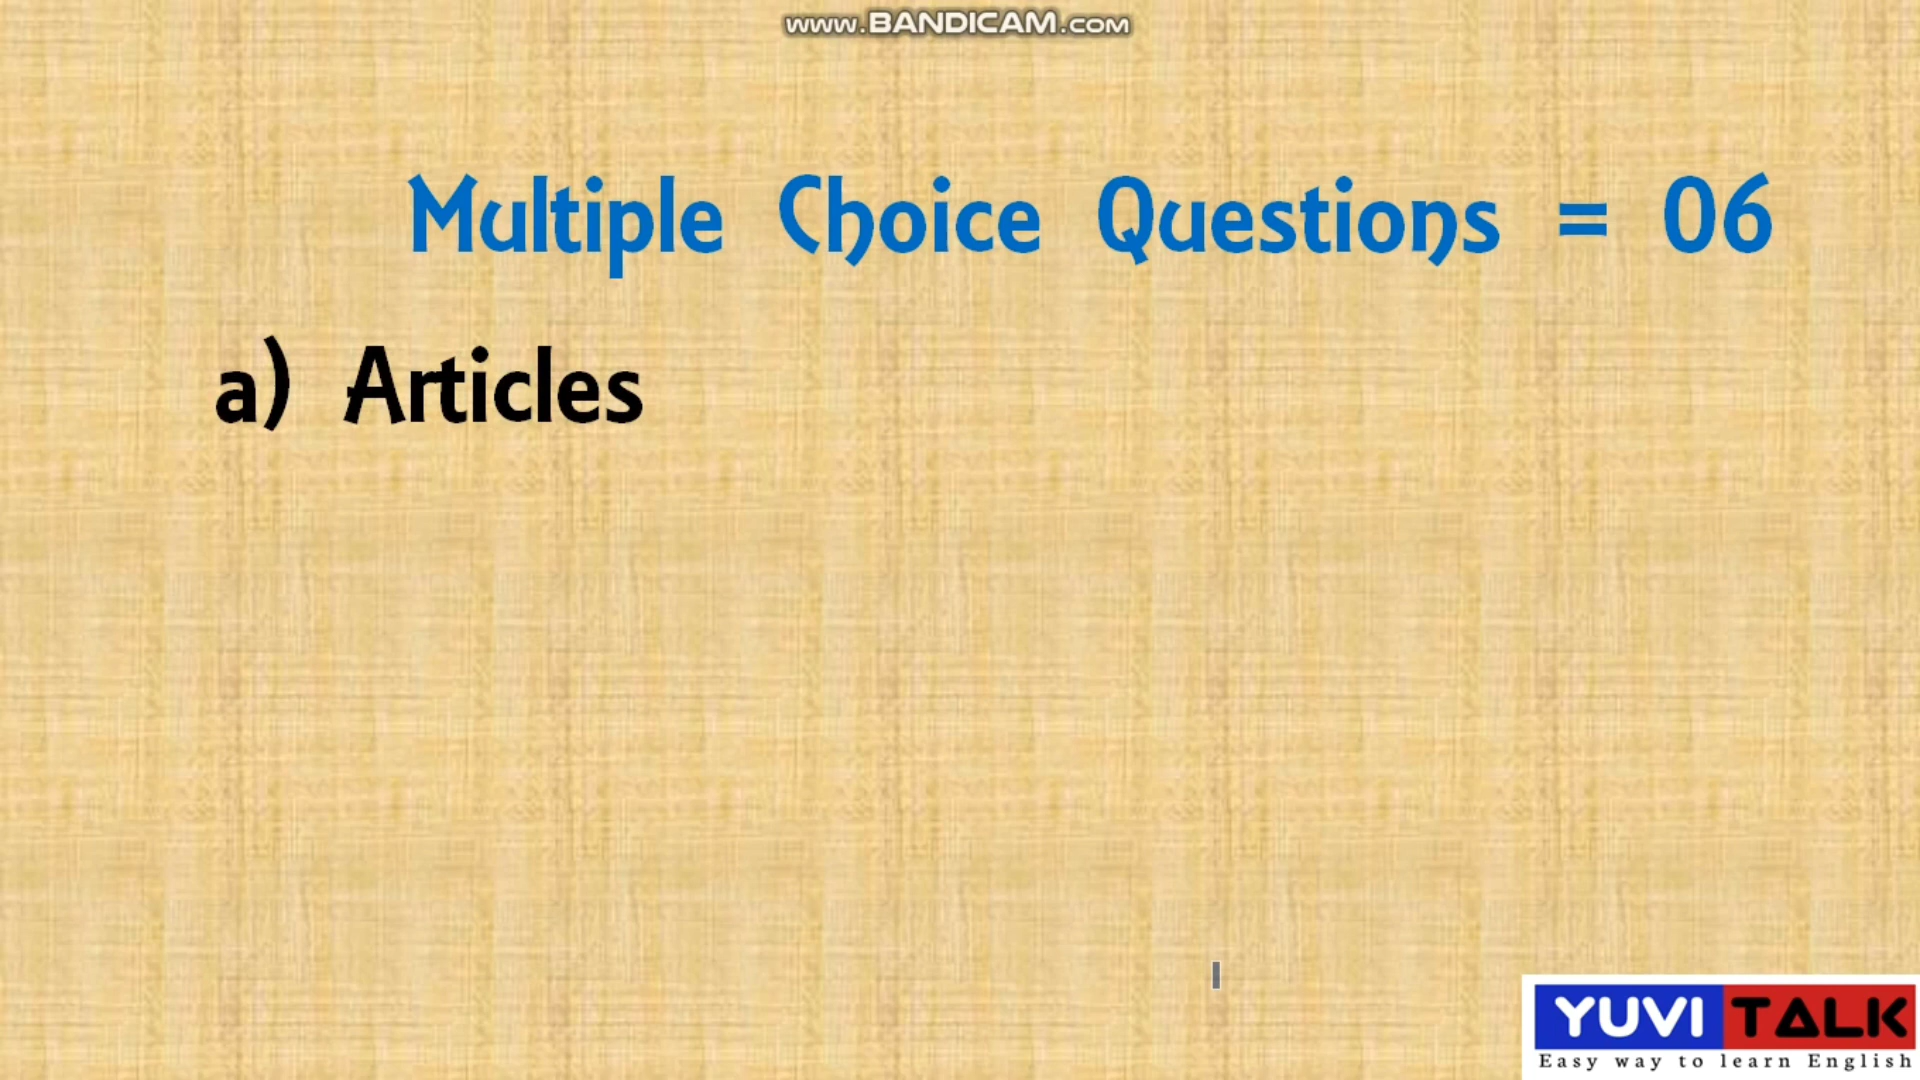 www.BANDICAM.com
Multiple Choice Questions = 06
a) Articles
YUVI TALK
Easy way to learn English